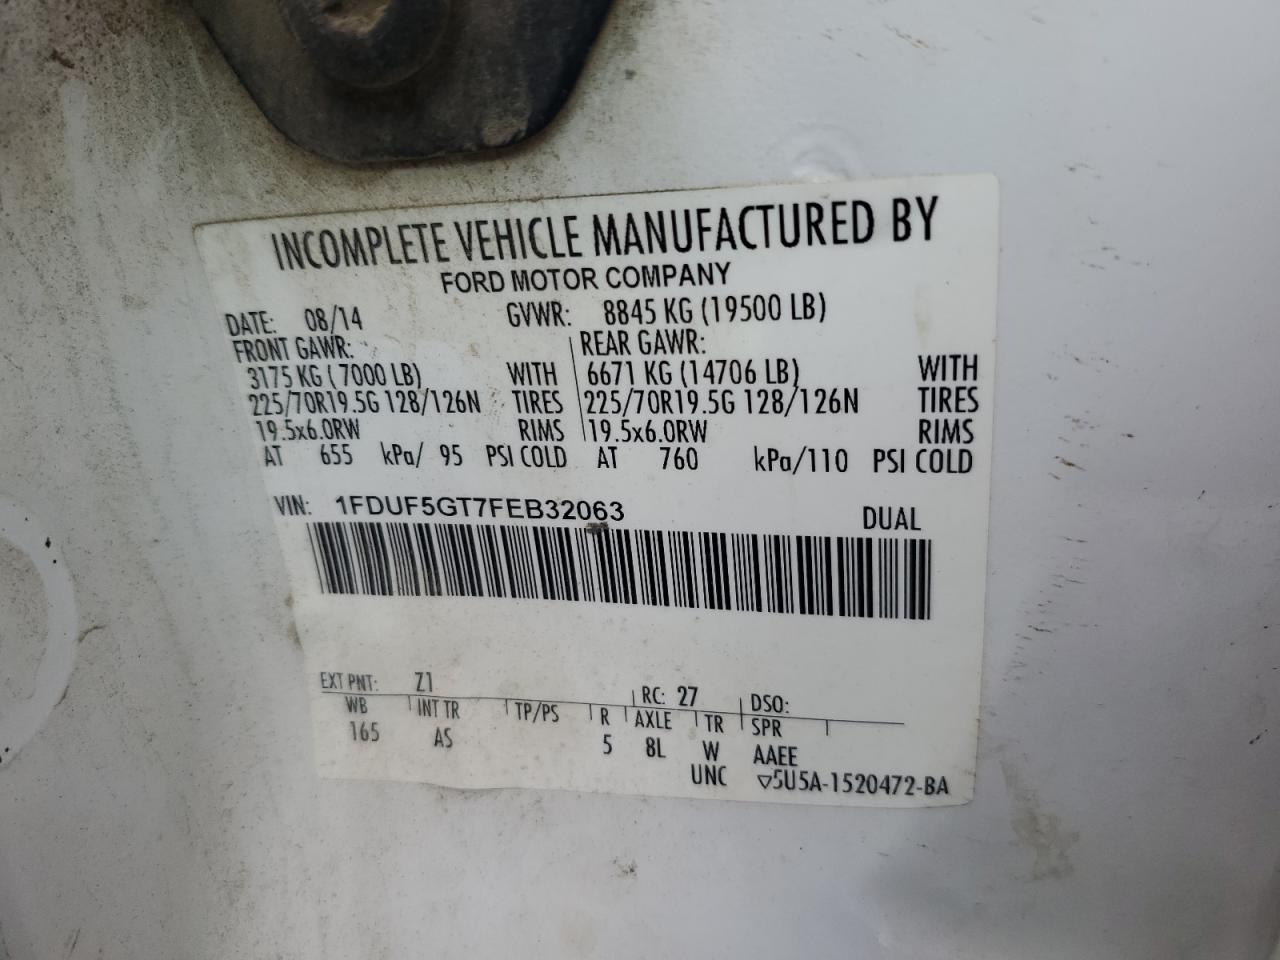 INCOMPLETE VEHICLE MANUFACTURED BY
FORD MOTOR COMPANY
DATE: 08/14 GVWR: 8845 KG (19500 LB)
FRONT GAWR: REAR GAWR:
3175 KG (7000 LB) WITH 6671 KG (14706 LB) WITH
225/70R19.5G 128/126N TIRES 225/70R19.5G 128/126N TIRES
19.5x6.0RW RIMS 19.5x6.0RW RIMS
AT 655 kPa/ 95 PSI COLD AT 760 kPa/110 PSI COLD
VIN: 1FDUF5GT7FEB32063 DUAL
EXT PNT: Z1 RC: 27 DSO:
WB INT TR TP/PS R AXLE TR SPR
165 AS 5 8L W AAEE
UNC ▽5U5A-1520472-BA